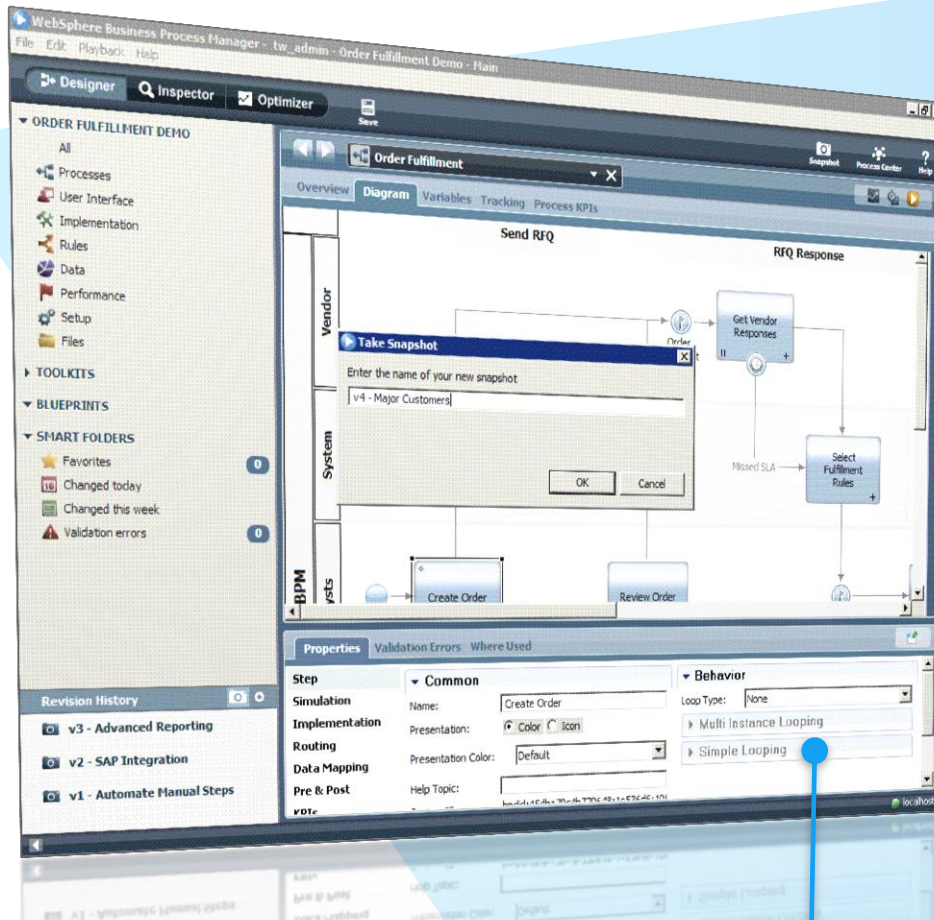 WebSphere Business Process Manager - tw_admin - Order Fulfillment Demo - Main
File Edit Playback Help
Designer Inspector Optimizer
Save
Snapshot Process Center Help
ORDER FULFILLMENT DEMO
All
Processes
User Interface
Implementation
Rules
Data
Performance
Setup
Files
TOOLKITS
BLUEPRINTS
SMART FOLDERS
Favorites 0
Changed today
Changed this week
Validation errors 0
Revision History
v3 - Advanced Reporting
v2 - SAP Integration
v1 - Automate Manual Steps
Order Fulfillment
Overview Diagram Variables Tracking Process KPIs
Send RFQ
RFQ Response
Vendor
System
BPM
Order
Get Vendor
Responses
Missed SLA
Select
Fulfillment
Rules
Create Order
Review Order
Take Snapshot
Enter the name of your new snapshot
v4 - Major Customers
OK Cancel
Properties Validation Errors Where Used
Step
Simulation
Implementation
Routing
Data Mapping
Pre & Post
KPIs
Common
Name: Create Order
Presentation: Color Icon
Presentation Color: Default
Help Topic:
Behavior
Loop Type: None
Multi Instance Looping
Simple Looping
localhost